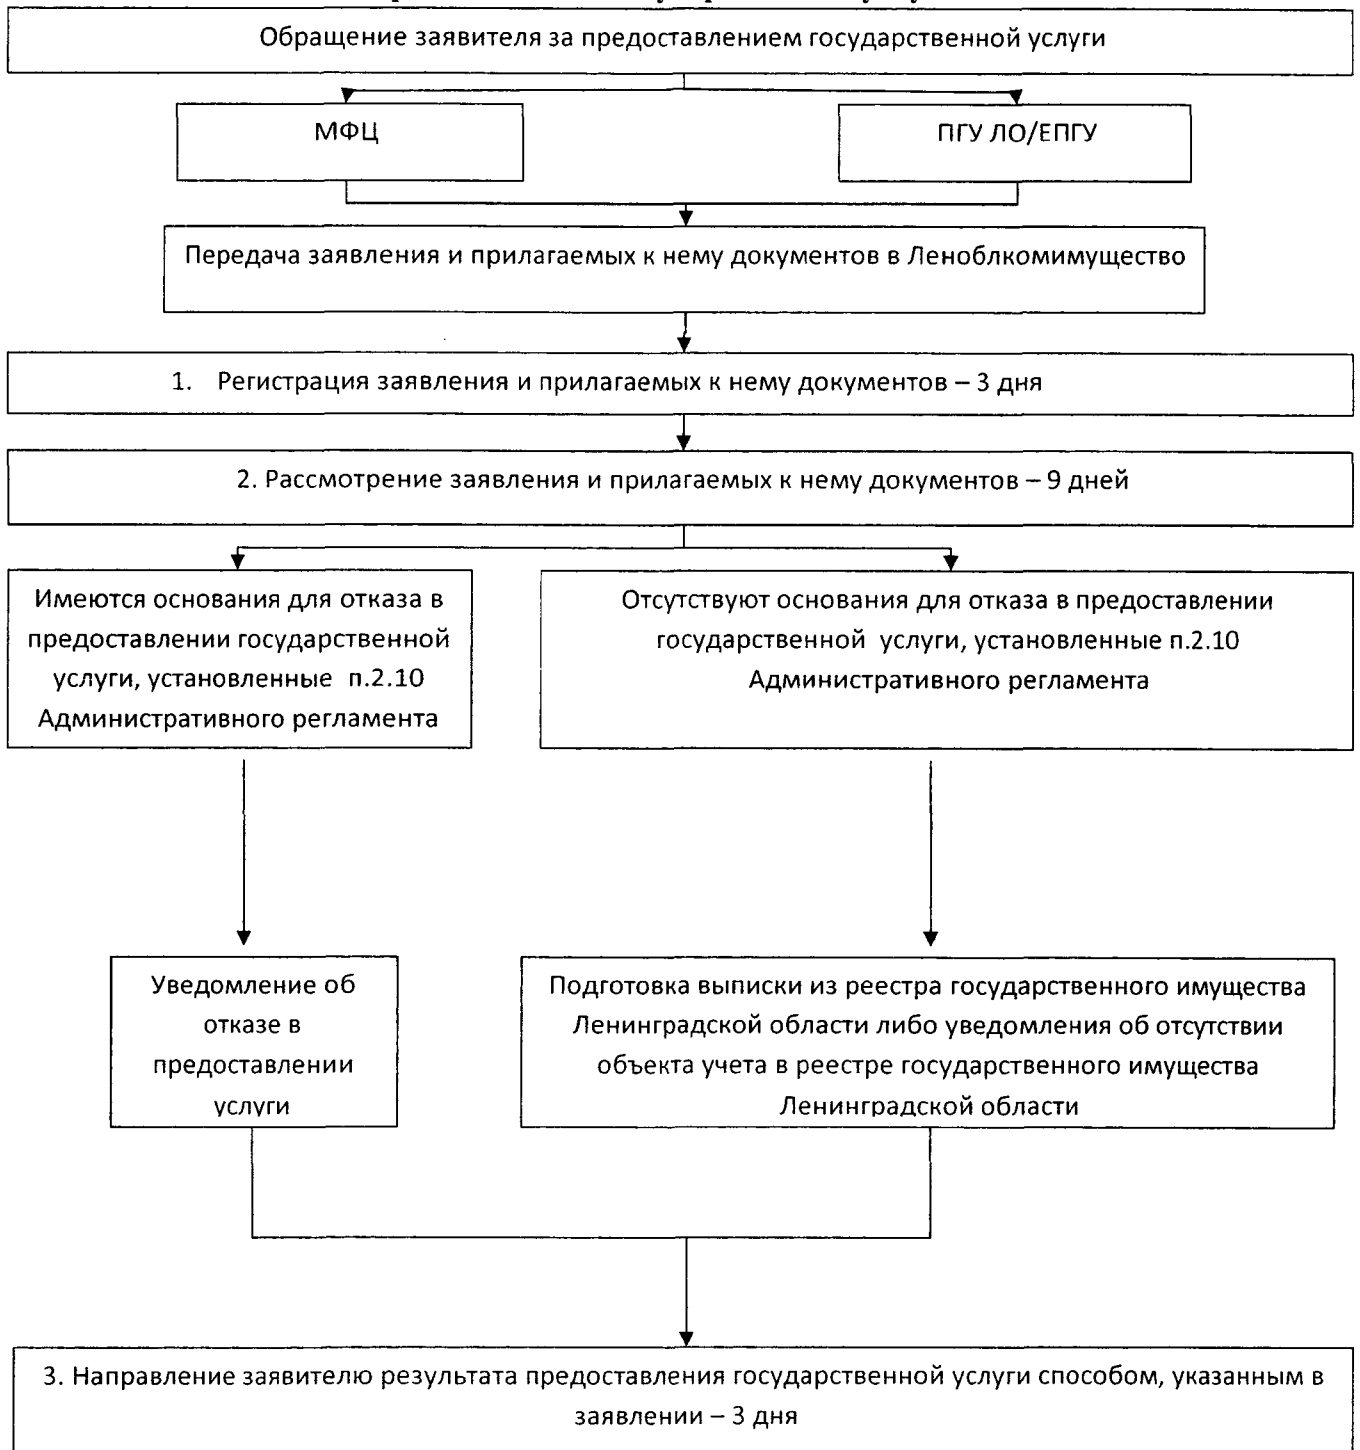 Обращение заявителя за предоставлением государственной услуги
МФЦ
ПГУ ЛО/ЕПГУ
Передача заявления и прилагаемых к нему документов в Леноблкомимущество
1. Регистрация заявления и прилагаемых к нему документов – 3 дня
2. Рассмотрение заявления и прилагаемых к нему документов – 9 дней
Имеются основания для отказа в
предоставлении государственной
услуги, установленные п.2.10
Административного регламента
Отсутствуют основания для отказа в предоставлении
государственной услуги, установленные п.2.10
Административного регламента
Уведомление об
отказе в
предоставлении
услуги
Подготовка выписки из реестра государственного имущества
Ленинградской области либо уведомления об отсутствии
объекта учета в реестре государственного имущества
Ленинградской области
3. Направление заявителю результата предоставления государственной услуги способом, указанным в
заявлении – 3 дня